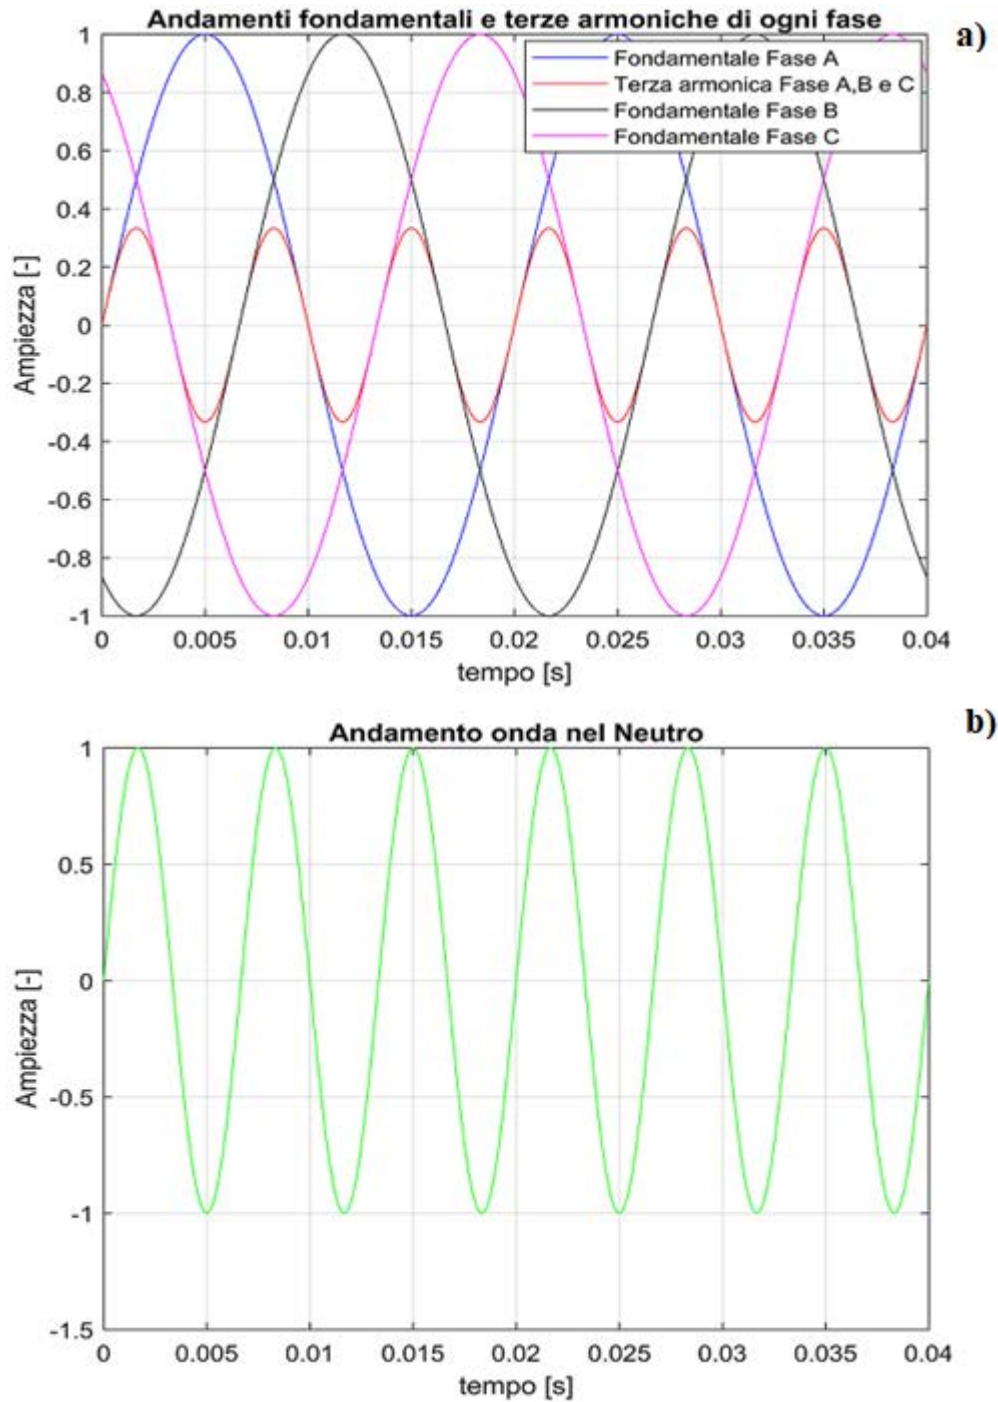 Andamenti fondamentali e terze armoniche di ogni fase
a)
Fondamentale Fase A
Terza armonica Fase A,B e C
Fondamentale Fase B
Fondamentale Fase C
1
0.8
0.6
0.4
0.2
0
-0.2
-0.4
-0.6
-0.8
-1
Ampiezza [-]
0 0.005 0.01 0.015 0.02 0.025 0.03 0.035 0.04
tempo [s]
b)
Andamento onda nel Neutro
1
0.5
0
-0.5
-1
-1.5
Ampiezza [-]
0 0.005 0.01 0.015 0.02 0.025 0.03 0.035 0.04
tempo [s]